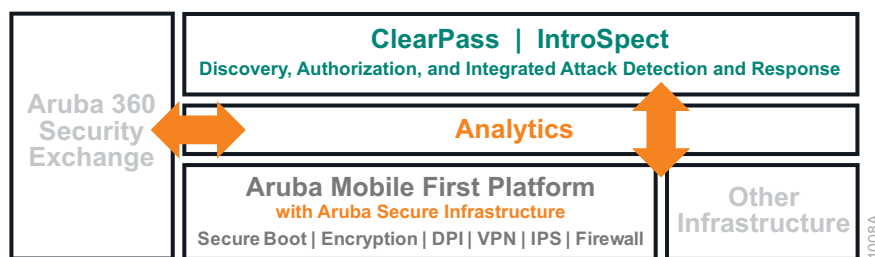 Aruba 360
Security
Exchange
ClearPass | IntroSpect
Discovery, Authorization, and Integrated Attack Detection and Response
Analytics
Aruba Mobile First Platform
with Aruba Secure Infrastructure
Secure Boot | Encryption | DPI | VPN | IPS | Firewall
Other
Infrastructure